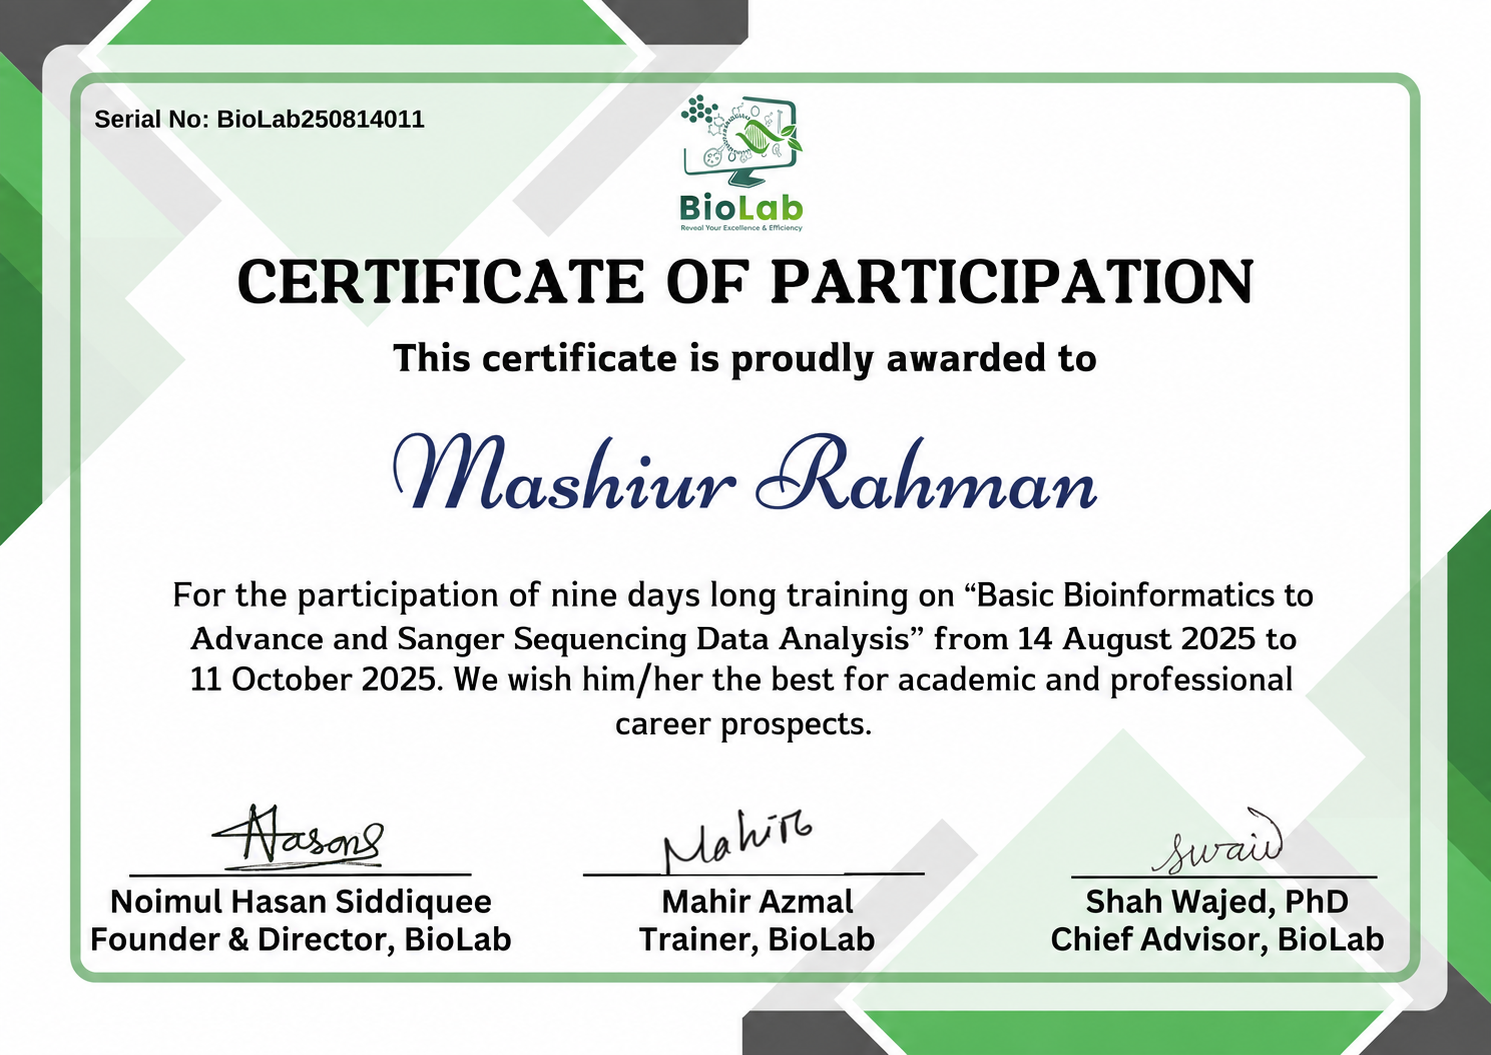 Serial No: BioLab250814011
BioLab
Reveal Your Excellence & Efficiency
CERTIFICATE OF PARTICIPATION
This certificate is proudly awarded to
Mashiur Rahman
For the participation of nine days long training on “Basic Bioinformatics to
Advance and Sanger Sequencing Data Analysis” from 14 August 2025 to
11 October 2025. We wish him/her the best for academic and professional
career prospects.
Hasans Mahir swaid
Noimul Hasan Siddiquee Mahir Azmal Shah Wajed, PhD
Founder & Director, BioLab Trainer, BioLab Chief Advisor, BioLab